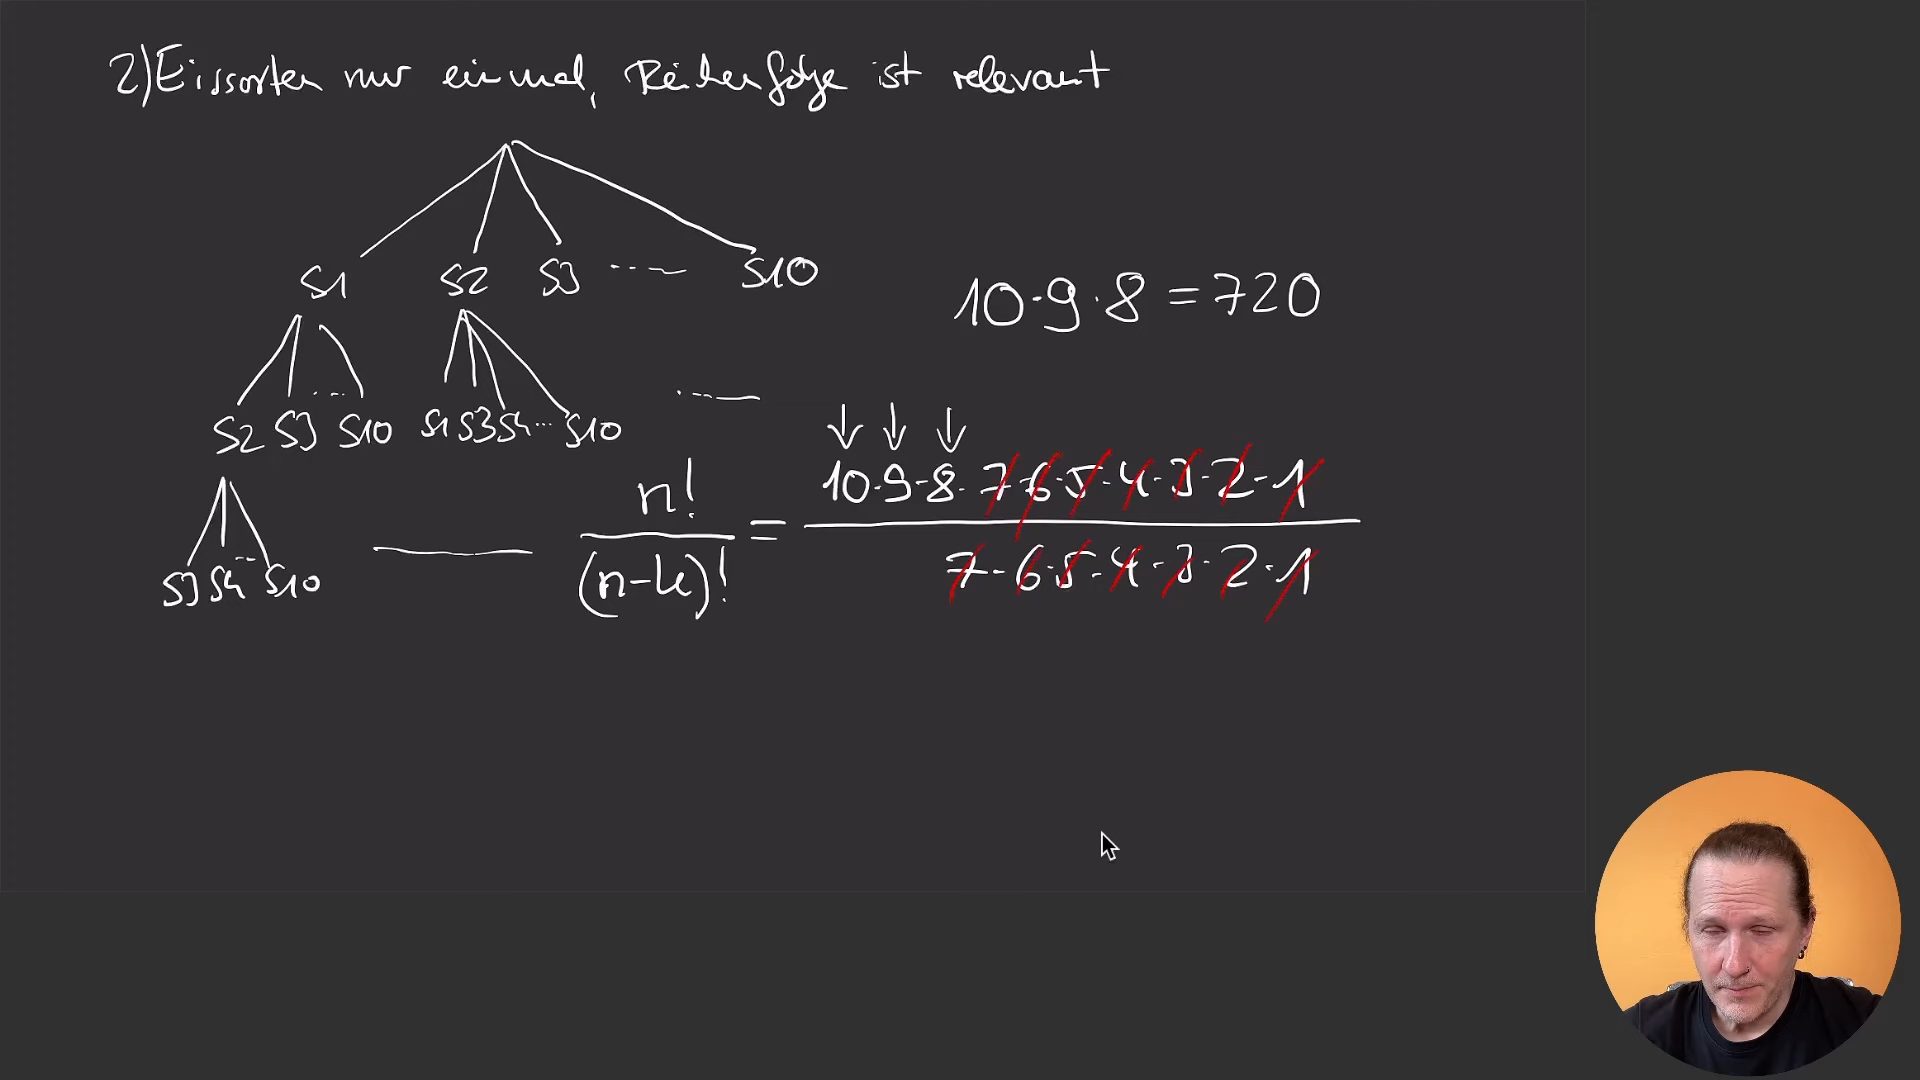 2) Eissorten nur einmal, Reihenfolge ist relevant
S1 S2 S3 ---- S10
10·9·8 = 720
S2 S3 S10 S1 S3 S4 ... S10
n!/(n-k)! = 10·9·8·7·6·5·4·3·2·1/7·6·5·4·3·2·1
S3 S4 S10